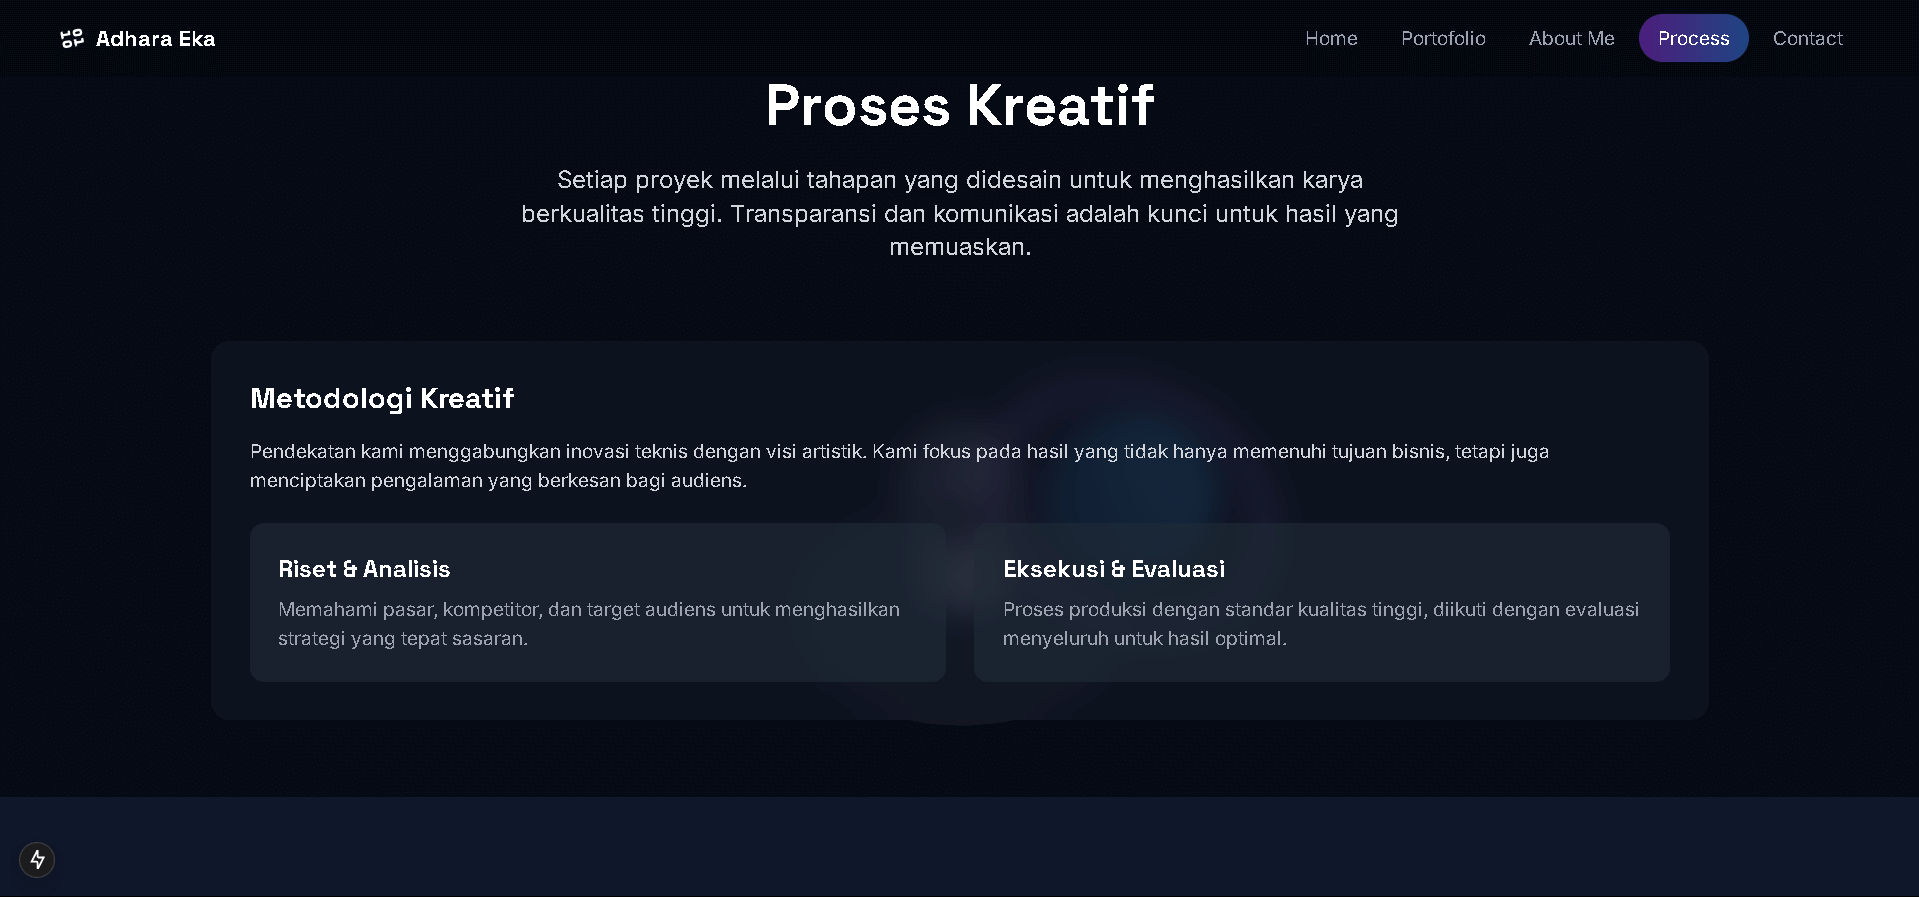 Adhara Eka
Home Portofolio About Me Process Contact
Proses Kreatif
Setiap proyek melalui tahapan yang didesain untuk menghasilkan karya
berkualitas tinggi. Transparansi dan komunikasi adalah kunci untuk hasil yang
memuaskan.
Metodologi Kreatif
Pendekatan kami menggabungkan inovasi teknis dengan visi artistik. Kami fokus pada hasil yang tidak hanya memenuhi tujuan bisnis, tetapi juga
menciptakan pengalaman yang berkesan bagi audiens.
Riset & Analisis
Memahami pasar, kompetitor, dan target audiens untuk menghasilkan
strategi yang tepat sasaran.
Eksekusi & Evaluasi
Proses produksi dengan standar kualitas tinggi, diikuti dengan evaluasi
menyeluruh untuk hasil optimal.